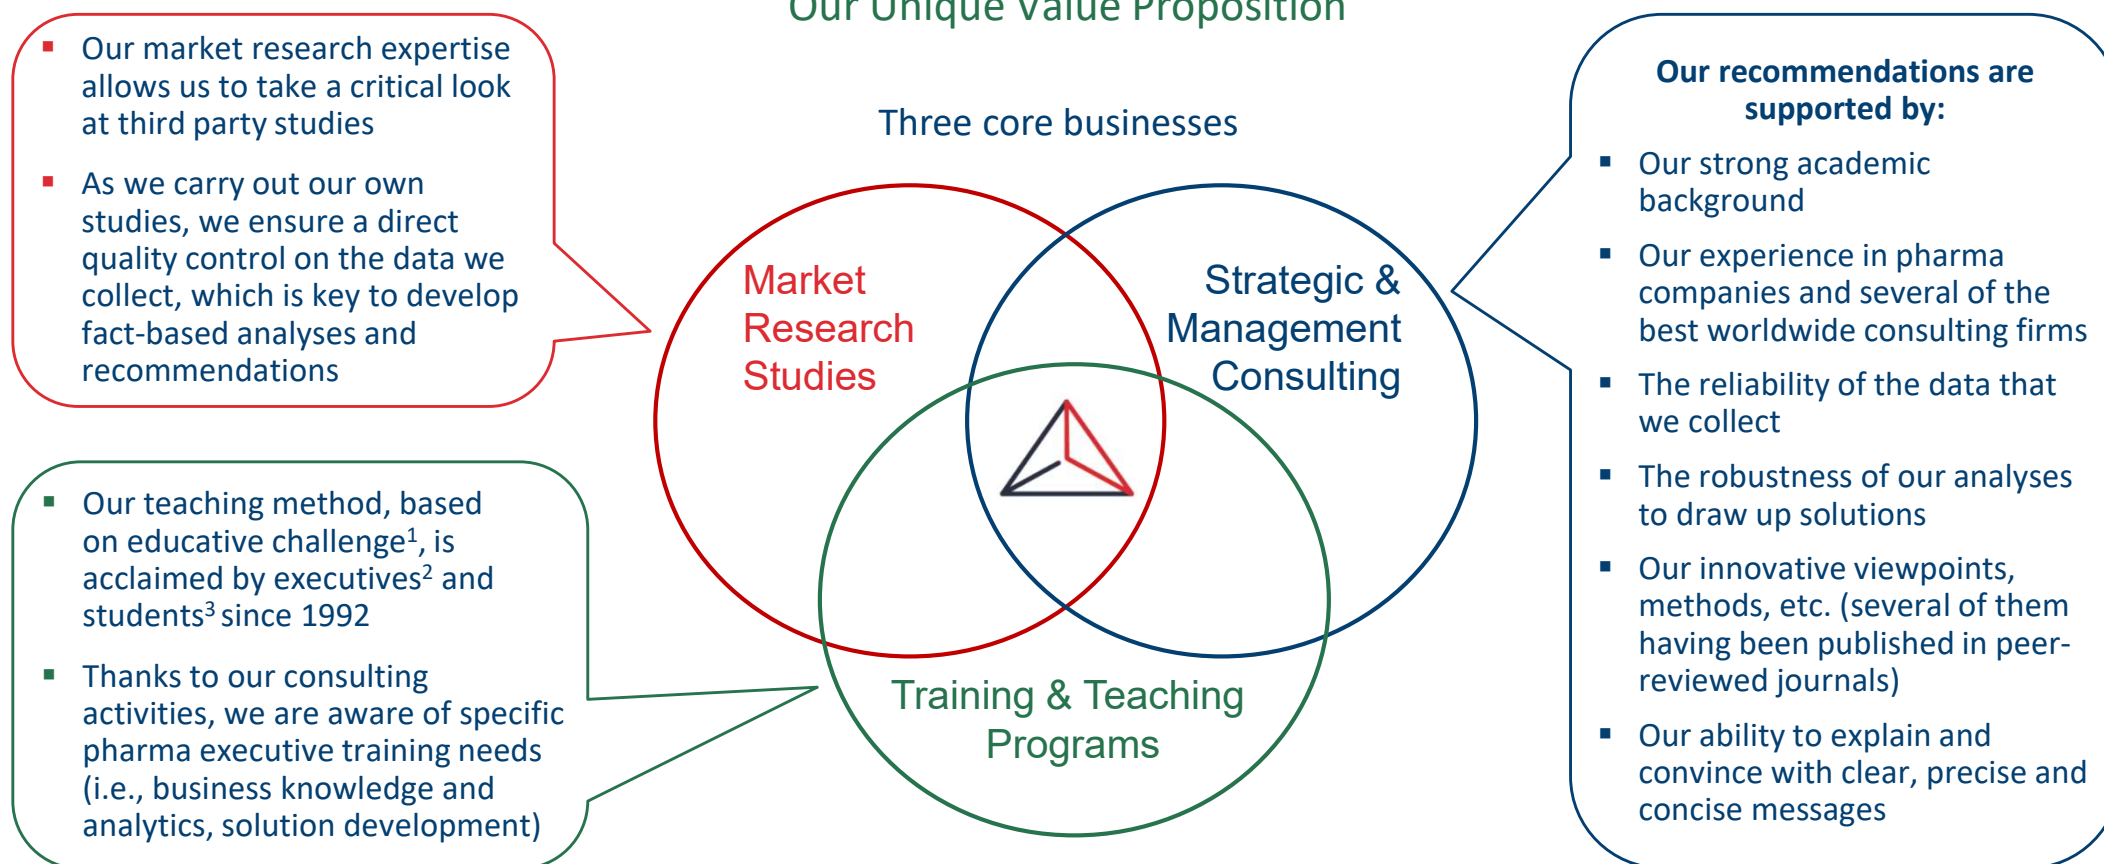 Our Unique Value Proposition
▪ Our market research expertise
allows us to take a critical look
at third party studies
▪ As we carry out our own
studies, we ensure a direct
quality control on the data we
collect, which is key to develop
fact-based analyses and
recommendations
▪ Our teaching method, based
on educative challenge¹, is
acclaimed by executives² and
students³ since 1992
▪ Thanks to our consulting
activities, we are aware of specific
pharma executive training needs
(i.e., business knowledge and
analytics, solution development)
Three core businesses
Market
Research
Studies
Strategic &
Management
Consulting
Training & Teaching
Programs
Our recommendations are
supported by:
▪ Our strong academic
background
▪ Our experience in pharma
companies and several of the
best worldwide consulting firms
▪ The reliability of the data that
we collect
▪ The robustness of our analyses
to draw up solutions
▪ Our innovative viewpoints,
methods, etc. (several of them
having been published in peer-
reviewed journals)
▪ Our ability to explain and
convince with clear, precise and
concise messages